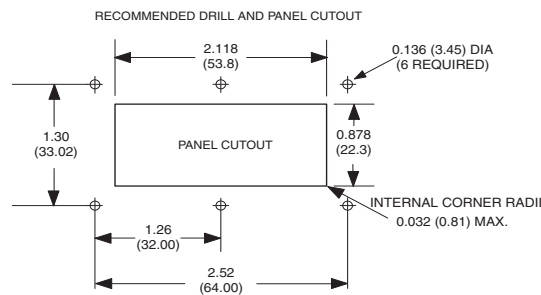 RECOMMENDED DRILL AND PANEL CUTOUT
2.118
(53.8)
0.136 (3.45) DIA
(6 REQUIRED)
1.30
(33.02)
PANEL CUTOUT
0.878
(22.3)
INTERNAL CORNER RADII
0.032 (0.81) MAX.
1.26
(32.00)
2.52
(64.00)